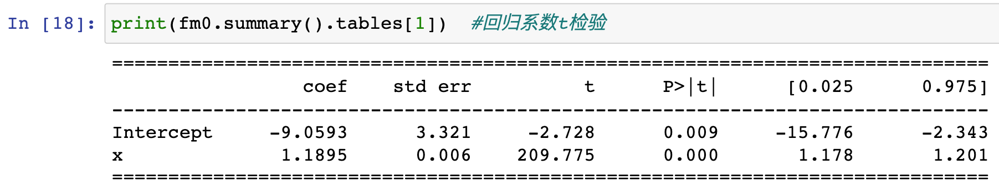 In [18]: print(fm0.summary().tables[1])  #回归系数t检验
==============================================================================
                 coef    std err          t      P>|t|      [0.025      0.975]
------------------------------------------------------------------------------
Intercept     -9.0593      3.321     -2.728      0.009     -15.776      -2.343
x              1.1895      0.006    209.775      0.000       1.178       1.201
==============================================================================